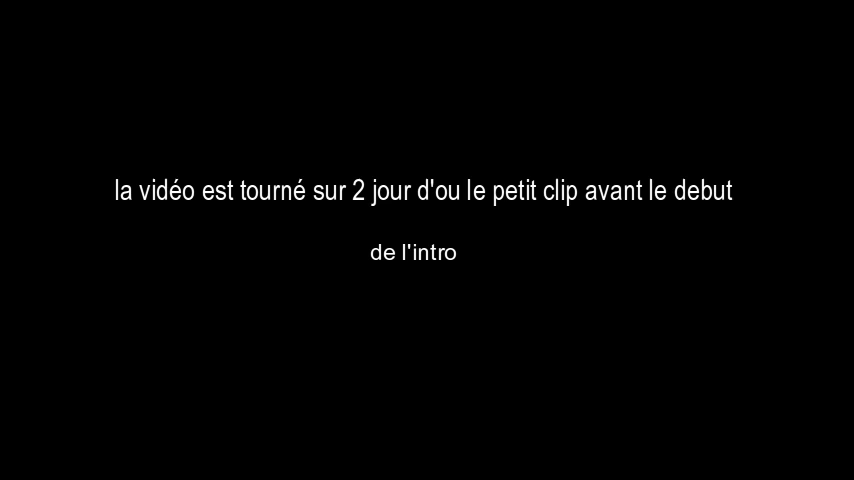 la vidéo est tourné sur 2 jour d'ou le petit clip avant le debut
de l'intro